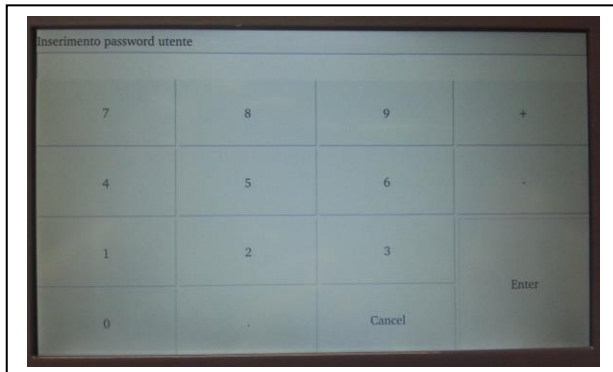 Inserimento password utente
7 8 9 +
4 5 6 -
1 2 3
Enter
0 . Cancel